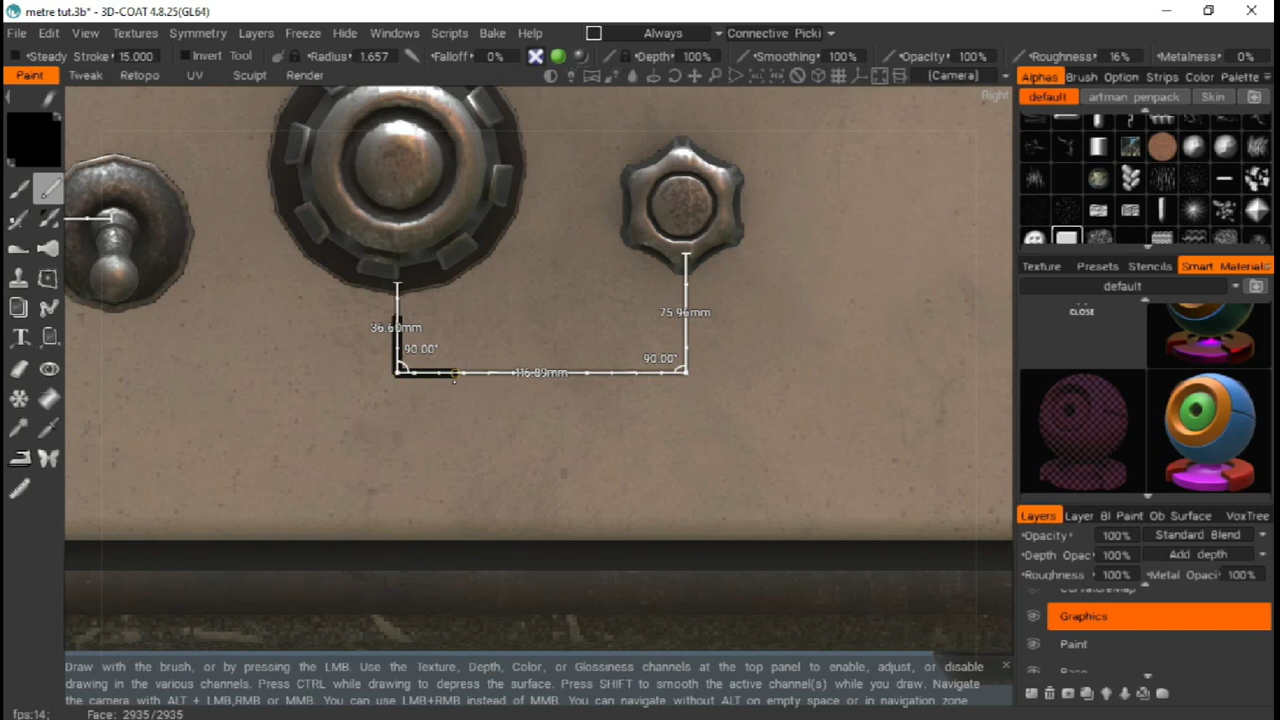 metre tut.3b* - 3D-COAT 4.8.25(GL64)
File Edit View Textures Symmetry Layers Freeze Hide Windows Scripts Bake Help Always Connective Picki
Steady Stroke 15.000 Invert Tool Radius 1.657 Falloff 0% Depth 100% Smoothing 100% Opacity 100% Roughness 16% Metalness 0%
Paint Tweak Retopo UV Sculpt Render [Camera] Alphas Brush Option Strips Color Palette
Right default artman penpack Skin
Texture Presets Stencils Smart Materials
default
CLOSE
75.96mm
36.60mm
90.00°
90.00°
116.89mm
Layers Layer Bl Paint Ob Surface VoxTree
Opacity 100% Standard Blend
Depth Opac 100% Add depth
Roughness 100% Metal Opaci 100%
CurvatureMap
Graphics
Paint
Draw with the brush, or by pressing the LMB. Use the Texture, Depth, Color, or Glossiness channels at the top panel to enable, adjust, or disable
drawing in the various channels. Press CTRL while drawing to depress the surface. Press SHIFT to smooth the active channel(s) while you draw. Navigate
the camera with ALT + LMB,RMB or MMB. You can use LMB+RMB instead of MMB. You can navigate without ALT on empty space or in navigation zone
fps:14; Face: 2935/2935